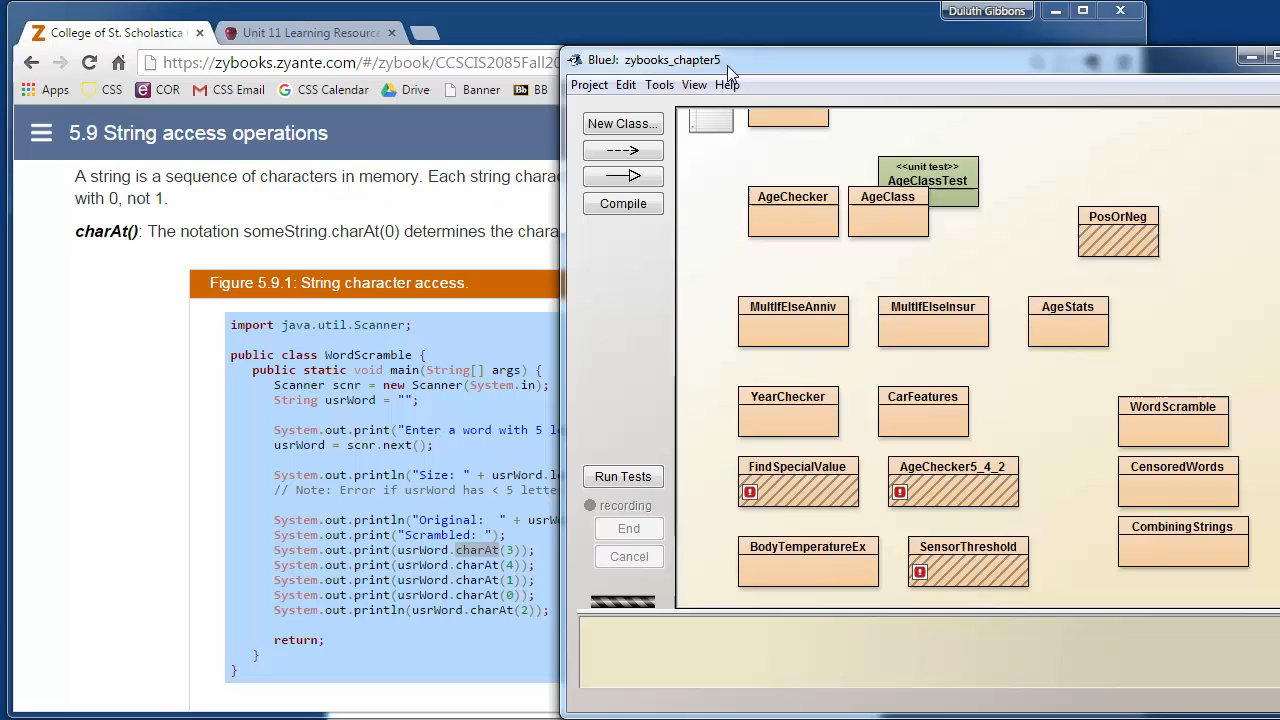 Duluth Gibbons
College of St. Scholastica
Unit 11 Learning Resource
https://zybooks.zyante.com/#/zybook/CCSCIS2085Fall20
Apps
CSS
COR
CSS Email
CSS Calendar
Drive
Banner
BB
5.9 String access operations
A string is a sequence of characters in memory. Each string charac
with 0, not 1.
charAt(): The notation someString.charAt(0) determines the chara
Figure 5.9.1: String character access.
import java.util.Scanner;
public class WordScramble {
public static void main(String[] args) {
Scanner scnr = new Scanner(System.in);
String usrWord = "";
System.out.print("Enter a word with 5 le
usrWord = scnr.next();
System.out.println("Size: " + usrWord.le
// Note: Error if usrWord has < 5 lette
System.out.println("Original: " + usrW
System.out.print("Scrambled: ");
System.out.print(usrWord.charAt(3));
System.out.print(usrWord.charAt(4));
System.out.print(usrWord.charAt(1));
System.out.print(usrWord.charAt(0));
System.out.println(usrWord.charAt(2));
return;
}
}
BlueJ: zybooks_chapter5
Project Edit Tools View Help
New Class...
Compile
Run Tests
recording
End
Cancel
<<unit test>>
AgeClassTest
AgeChecker
AgeClass
PosOrNeg
MultIfElseAnniv
MultIfElseInsur
AgeStats
YearChecker
CarFeatures
WordScramble
FindSpecialValue
AgeChecker5_4_2
CensoredWords
CombiningStrings
BodyTemperatureEx
SensorThreshold